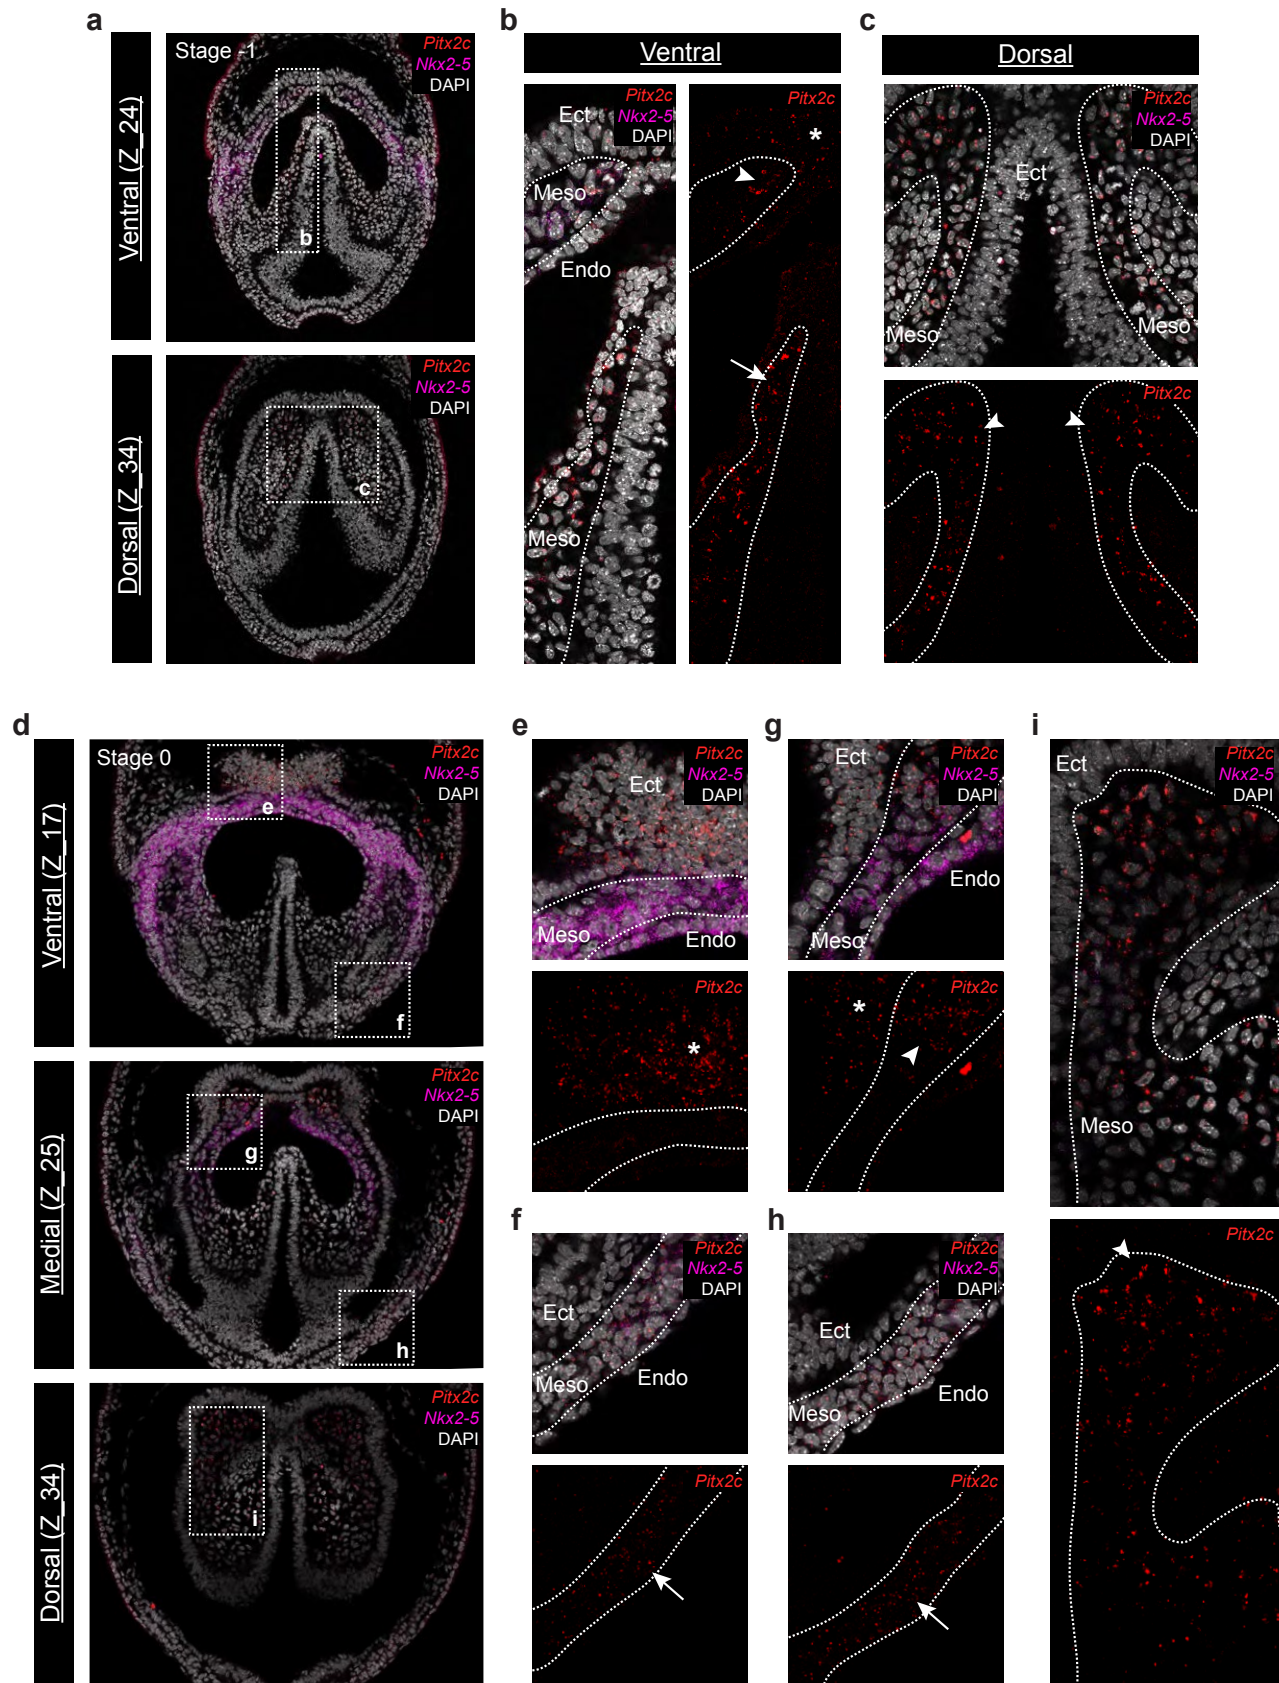 a
Ventral (Z_24)
Stage -1
Pitx2c
Nkx2-5
DAPI
b
Dorsal (Z_34)
Pitx2c
Nkx2-5
DAPI
c
b
Ventral
Pitx2c
Nkx2-5
DAPI
Ect
Meso
Endo
Meso
Pitx2c
*
c
Dorsal
Pitx2c
Nkx2-5
DAPI
Ect
Meso
Meso
Pitx2c
d
Ventral (Z_17)
Stage 0
Pitx2c
Nkx2-5
DAPI
e
f
Medial (Z_25)
Pitx2c
Nkx2-5
DAPI
g
h
Dorsal (Z_34)
Pitx2c
Nkx2-5
DAPI
i
e
Pitx2c
Nkx2-5
DAPI
Ect
Meso
Endo
Pitx2c
*
f
Pitx2c
Nkx2-5
DAPI
Ect
Meso
Endo
Pitx2c
g
Pitx2c
Nkx2-5
DAPI
Ect
Meso
Endo
Pitx2c
*
h
Pitx2c
Nkx2-5
DAPI
Ect
Meso
Endo
Pitx2c
i
Ect
Pitx2c
Nkx2-5
DAPI
Meso
Pitx2c